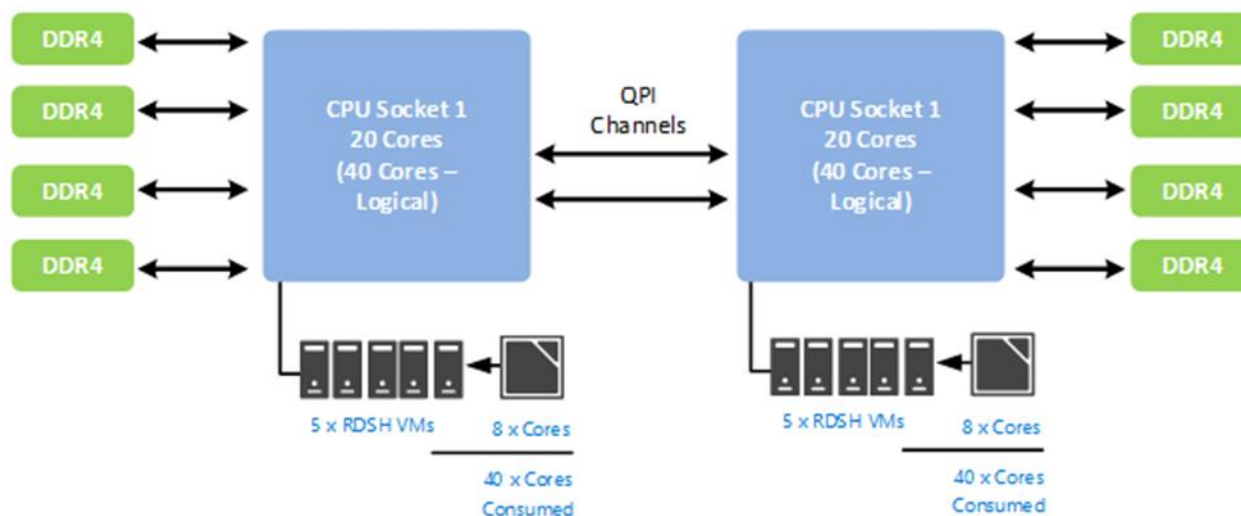 DDR4
DDR4
DDR4
DDR4
CPU Socket 1
20 Cores
(40 Cores –
Logical)
QPI
Channels
CPU Socket 1
20 Cores
(40 Cores –
Logical)
DDR4
DDR4
DDR4
DDR4
5 x RDSH VMs
8 x Cores
40 x Cores
Consumed
5 x RDSH VMs
8 x Cores
40 x Cores
Consumed